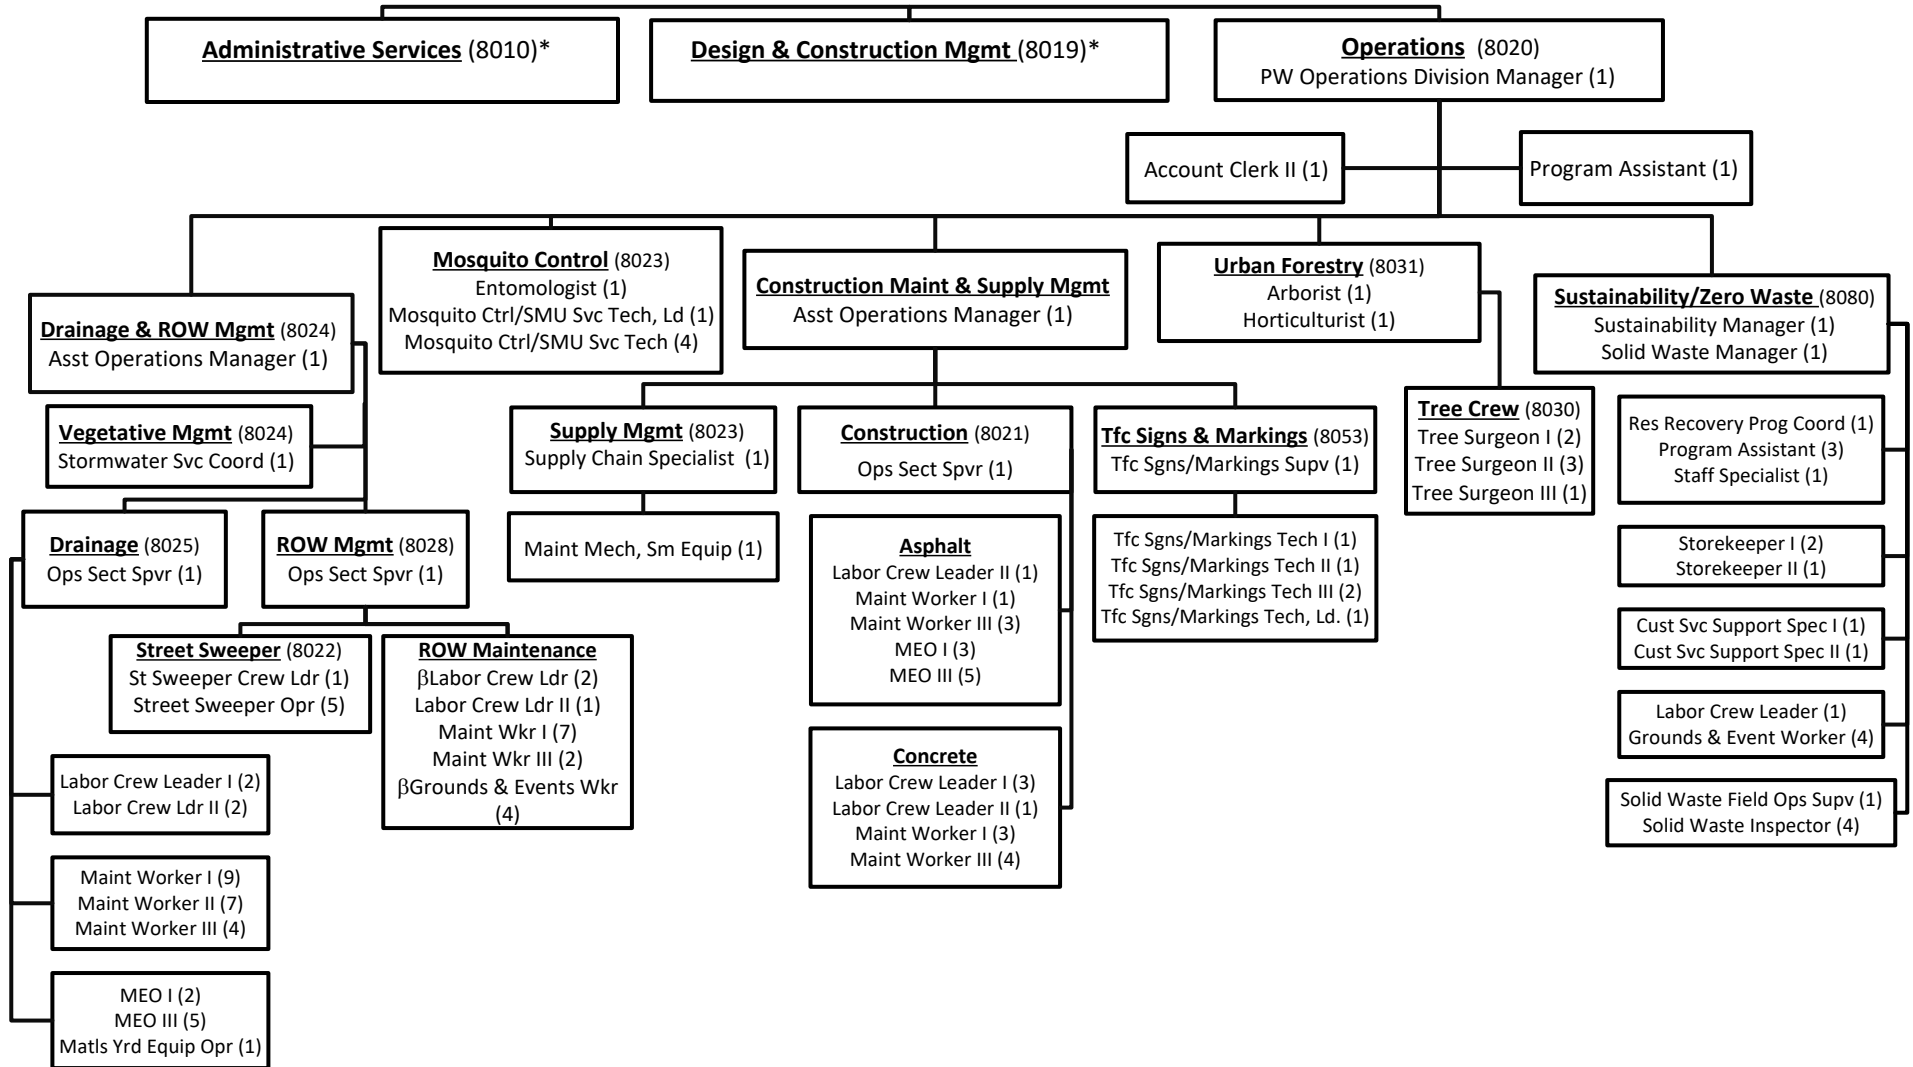 Administrative Services (8010)*
Design & Construction Mgmt (8019)*
Operations (8020)
PW Operations Division Manager (1)
Account Clerk II (1)
Program Assistant (1)
Drainage & ROW Mgmt (8024)
Asst Operations Manager (1)
Mosquito Control (8023)
Entomologist (1)
Mosquito Ctrl/SMU Svc Tech, Ld (1)
Mosquito Ctrl/SMU Svc Tech (4)
Construction Maint & Supply Mgmt
Asst Operations Manager (1)
Urban Forestry (8031)
Arborist (1)
Horticulturist (1)
Sustainability/Zero Waste (8080)
Sustainability Manager (1)
Solid Waste Manager (1)
Vegetative Mgmt (8024)
Stormwater Svc Coord (1)
Supply Mgmt (8023)
Supply Chain Specialist (1)
Construction (8021)
Ops Sect Spvr (1)
Tfc Signs & Markings (8053)
Tfc Sgns/Markings Supv (1)
Tree Crew (8030)
Tree Surgeon I (2)
Tree Surgeon II (3)
Tree Surgeon III (1)
Res Recovery Prog Coord (1)
Program Assistant (3)
Staff Specialist (1)
Drainage (8025)
Ops Sect Spvr (1)
ROW Mgmt (8028)
Ops Sect Spvr (1)
Maint Mech, Sm Equip (1)
Asphalt
Labor Crew Leader II (1)
Maint Worker I (1)
Maint Worker III (3)
MEO I (3)
MEO III (5)
Tfc Sgns/Markings Tech I (1)
Tfc Sgns/Markings Tech II (1)
Tfc Sgns/Markings Tech III (2)
Tfc Sgns/Markings Tech, Ld. (1)
Storekeeper I (2)
Storekeeper II (1)
Street Sweeper (8022)
St Sweeper Crew Ldr (1)
Street Sweeper Opr (5)
ROW Maintenance
βLabor Crew Ldr (2)
Labor Crew Ldr II (1)
Maint Wkr I (7)
Maint Wkr III (2)
βGrounds & Events Wkr
(4)
Cust Svc Support Spec I (1)
Cust Svc Support Spec II (1)
Labor Crew Leader (1)
Grounds & Event Worker (4)
Concrete
Labor Crew Leader I (3)
Labor Crew Leader II (1)
Maint Worker I (3)
Maint Worker III (4)
Solid Waste Field Ops Supv (1)
Solid Waste Inspector (4)
Labor Crew Leader I (2)
Labor Crew Ldr II (2)
Maint Worker I (9)
Maint Worker II (7)
Maint Worker III (4)
MEO I (2)
MEO III (5)
Matls Yrd Equip Opr (1)